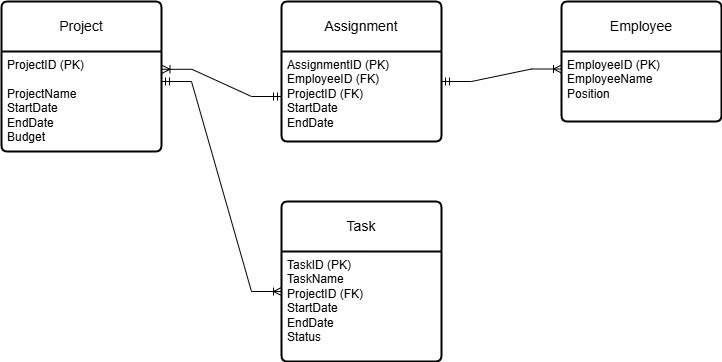 Project
ProjectID (PK)
ProjectName
StartDate
EndDate
Budget
Assignment
AssignmentID (PK)
EmployeeID (FK)
ProjectID (FK)
StartDate
EndDate
Employee
EmployeeID (PK)
EmployeeName
Position
Task
TaskID (PK)
TaskName
ProjectID (FK)
StartDate
EndDate
Status